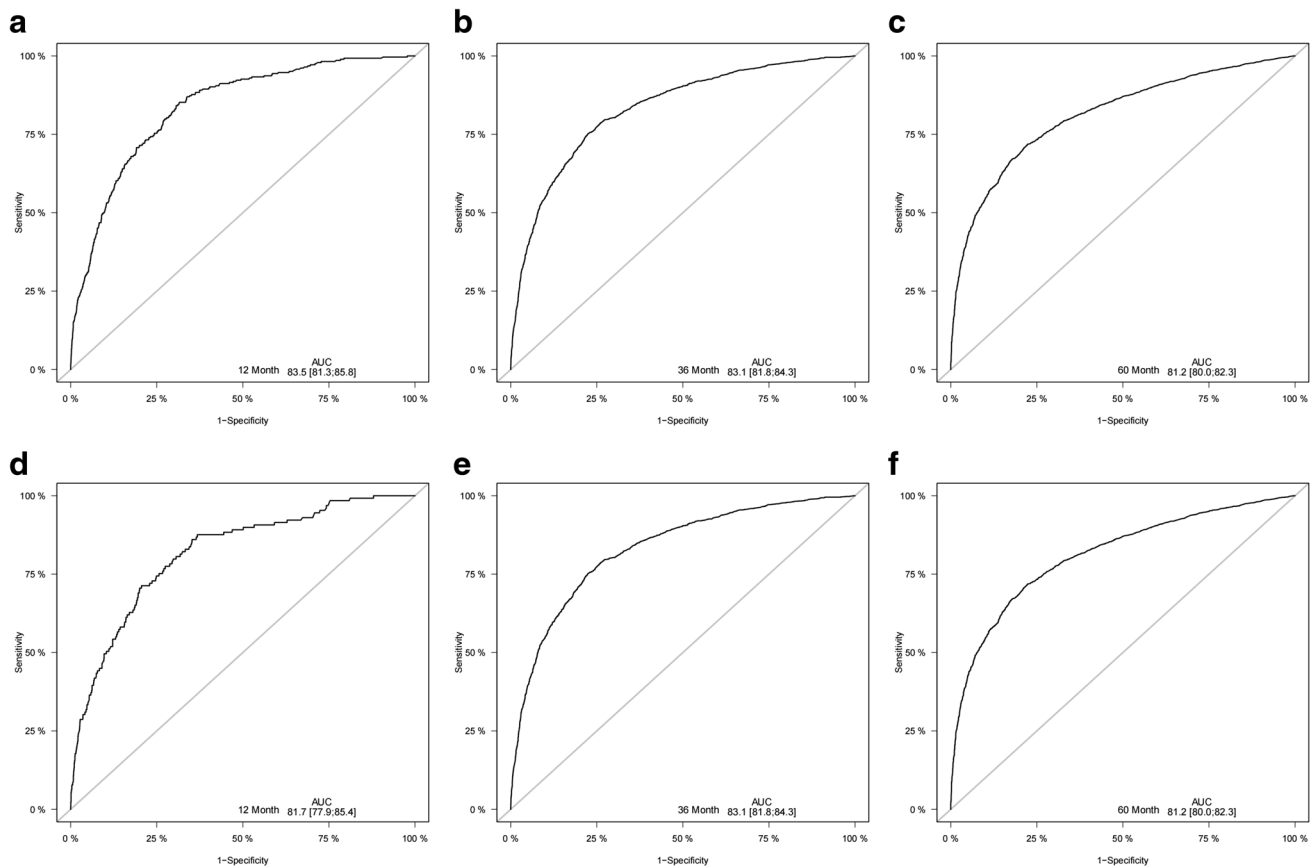 a
100 %
75 %
50 %
25 %
0 %
Sensitivity
AUC
12 Month 83.5 [81.3;85.8]
0 % 25 % 50 % 75 % 100 %
1−Specificity
b
100 %
75 %
50 %
25 %
0 %
Sensitivity
AUC
36 Month 83.1 [81.8;84.3]
0 % 25 % 50 % 75 % 100 %
1−Specificity
c
100 %
75 %
50 %
25 %
0 %
Sensitivity
AUC
60 Month 81.2 [80.0;82.3]
0 % 25 % 50 % 75 % 100 %
1−Specificity
d
100 %
75 %
50 %
25 %
0 %
Sensitivity
AUC
12 Month 81.7 [77.9;85.4]
0 % 25 % 50 % 75 % 100 %
1−Specificity
e
100 %
75 %
50 %
25 %
0 %
Sensitivity
AUC
36 Month 83.1 [81.8;84.3]
0 % 25 % 50 % 75 % 100 %
1−Specificity
f
100 %
75 %
50 %
25 %
0 %
Sensitivity
AUC
60 Month 81.2 [80.0;82.3]
0 % 25 % 50 % 75 % 100 %
1−Specificity